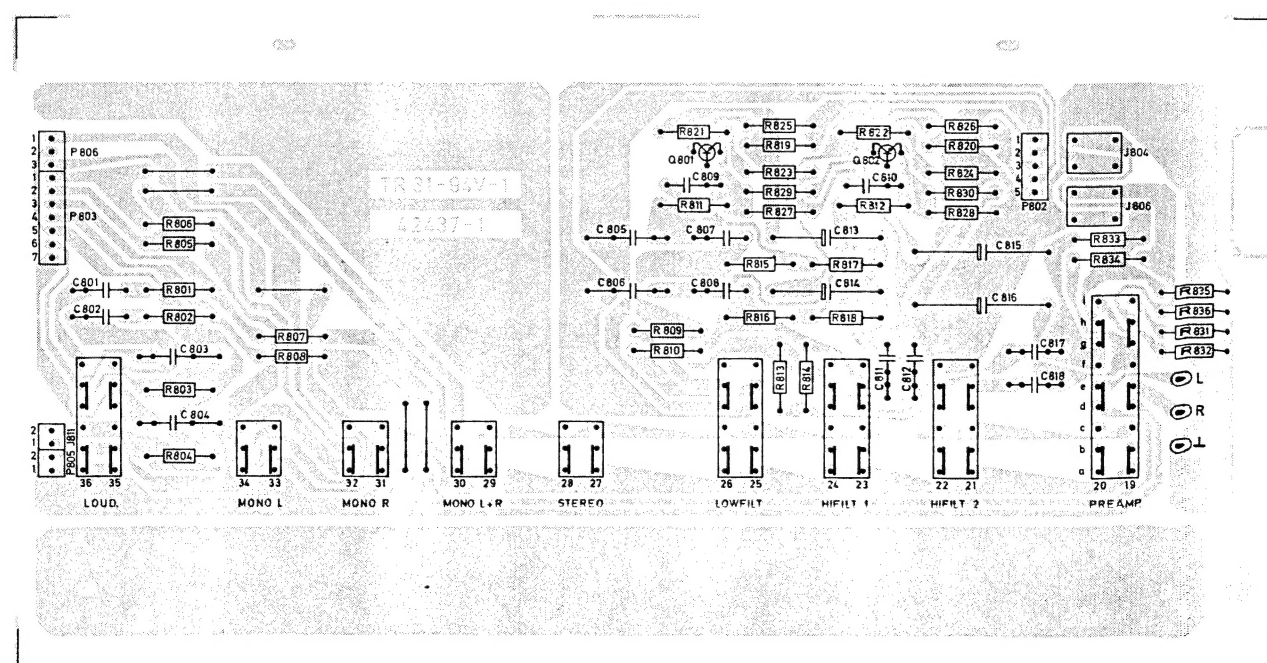 R821
R825
R822
R826
P806
1
2
3
Q801
R819
Q802
R820
1
2
3
4
5
P802
J804
C809
R823
C810
R824
P803
1
2
3
4
5
6
7
R829
R830
R811
R827
R812
R828
J806
TR 31-94V-1
42437-1
R806
R805
C805
C807
C813
C815
R833
R834
R815
R817
C801
R801
C802
R802
C806
C808
C814
C816
R816
R818
R835
R836
R831
R832
R807
R808
R809
R810
C803
R803
C804
R804
R813
R814
C811
C812
C817
C818
i
h
g
f
e
d
c
b
a
L
R
⊥
2
1
2
1
J811
P805
36 35
34 33
32 31
30 29
28 27
26 25
24 23
22 21
20 19
LOUD.
MONO L
MONO R
MONO L+R
STEREO
LOWFILT
HIFILT 1
HIFILT 2
PREAMP.